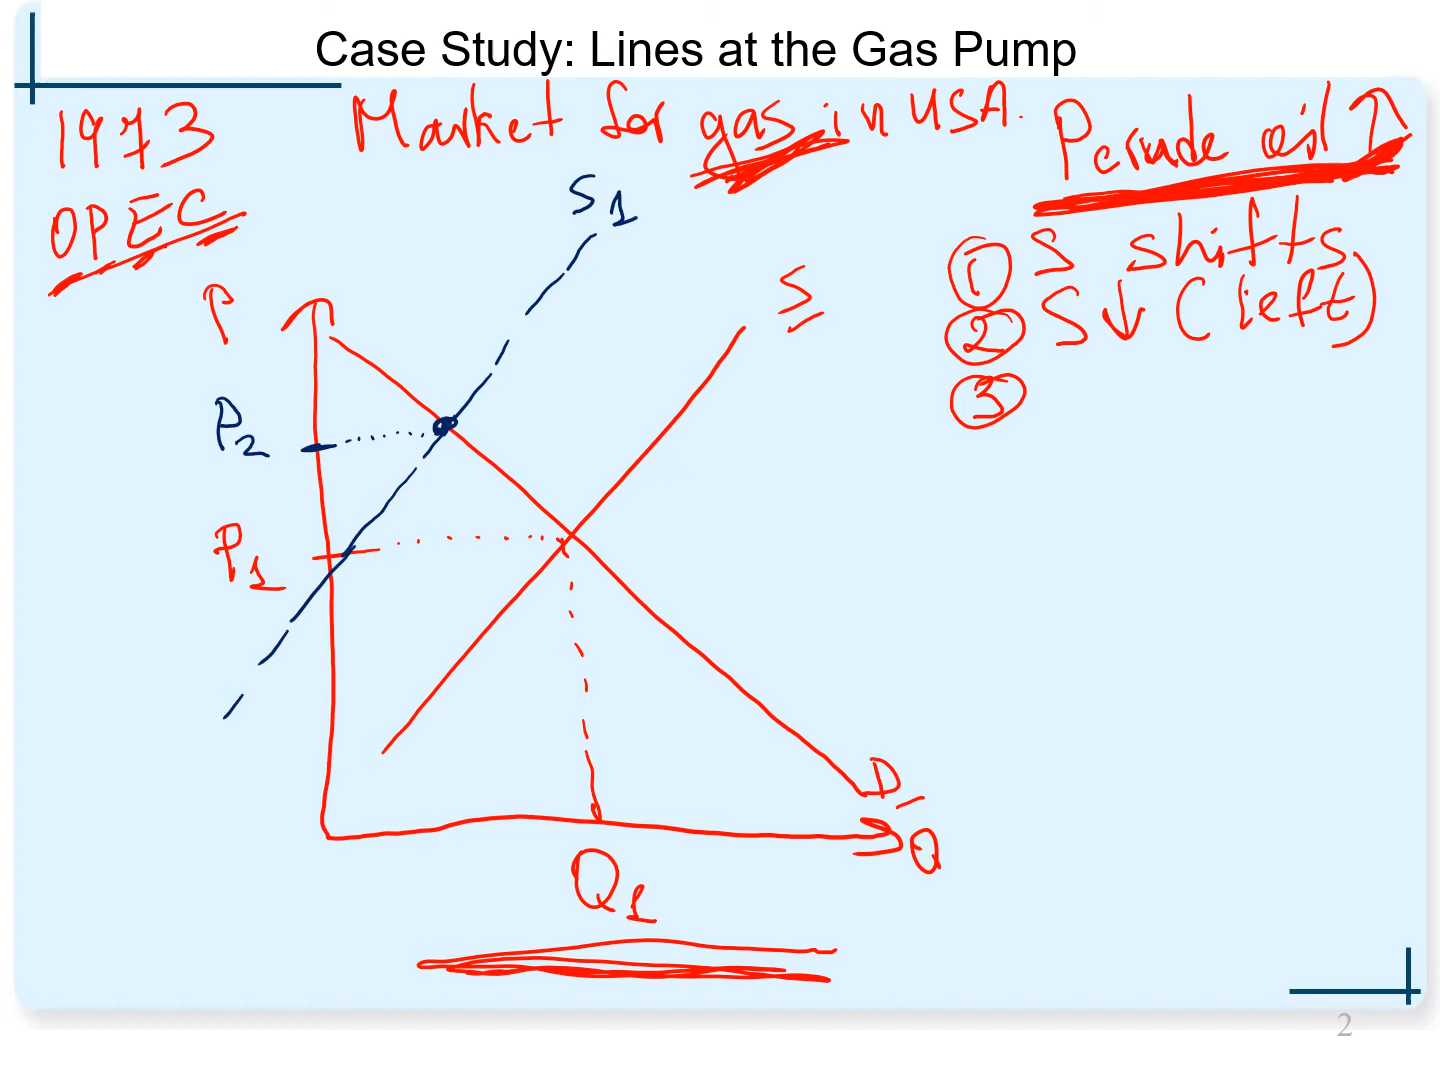 Case Study: Lines at the Gas Pump
1973
Market for gas in USA.
Pcrude oil ↑
OPEC
S1
① S shifts
② S ↓ (left)
③
P
S
P2
P1
D
Q
Q1
2